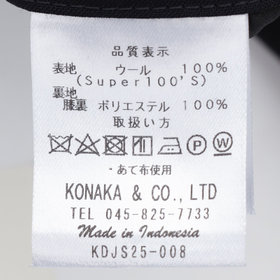 品質表示
表地 ウール 100%
(Super100'S)
裏地
膝裏 ポリエステル 100%
取扱い方
P W
・あて布使用
KONAKA & CO., LTD
TEL 045-825-7733
Made in Indonesia
KDJS25-008